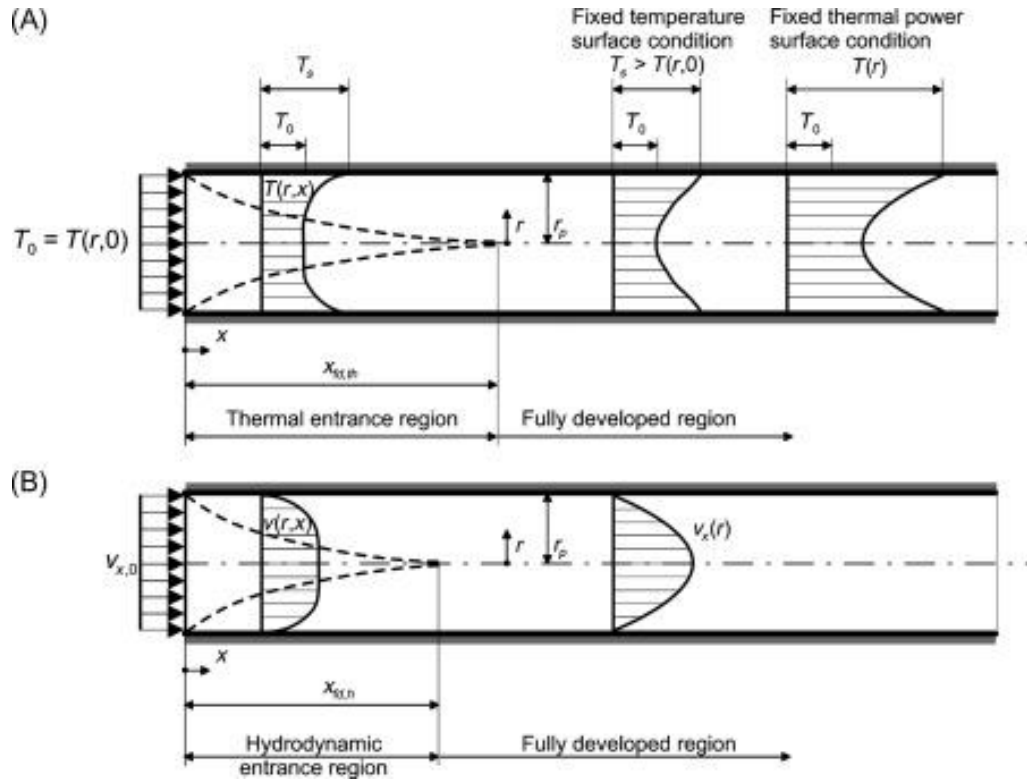 (A)
Fixed temperature
surface condition
T_s > T(r,0)
Fixed thermal power
surface condition
T(r)
T_s
T_0
T_0
T_0
T(r,x)
r
r_p
T_0 = T(r,0)
x
x_fd,th
Thermal entrance region
Fully developed region
(B)
v(r,x)
r
r_p
v_x(r)
v_x,0
x
x_fd,h
Hydrodynamic
entrance region
Fully developed region